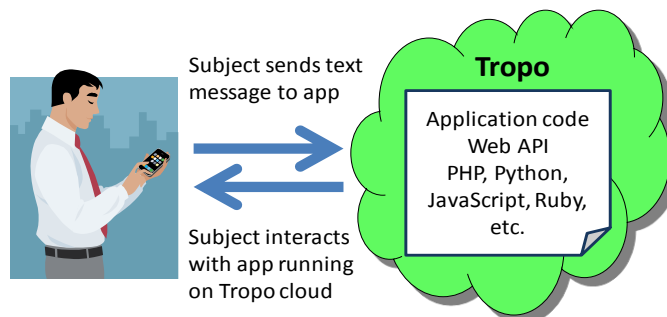 Subject sends text
message to app
Subject interacts
with app running
on Tropo cloud
Tropo
Application code
Web API
PHP, Python,
JavaScript, Ruby,
etc.